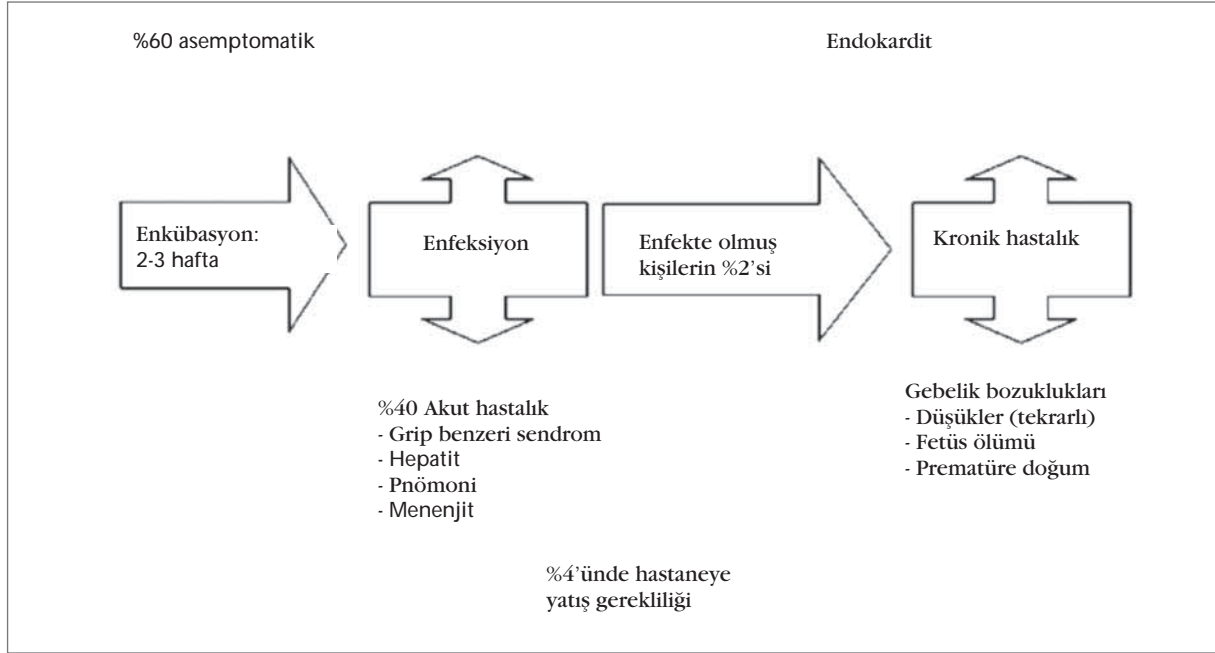 %60 asemptomatik
Endokardit
Enkübasyon:
2-3 hafta
Enfeksiyon
Enfekte olmuş
kişilerin %2'si
Kronik hastalık
%40 Akut hastalık
- Grip benzeri sendrom
- Hepatit
- Pnömoni
- Menenjit
Gebelik bozuklukları
- Düşükler (tekrarlı)
- Fetüs ölümü
- Prematüre doğum
%4'ünde hastaneye
yatış gerekliliği